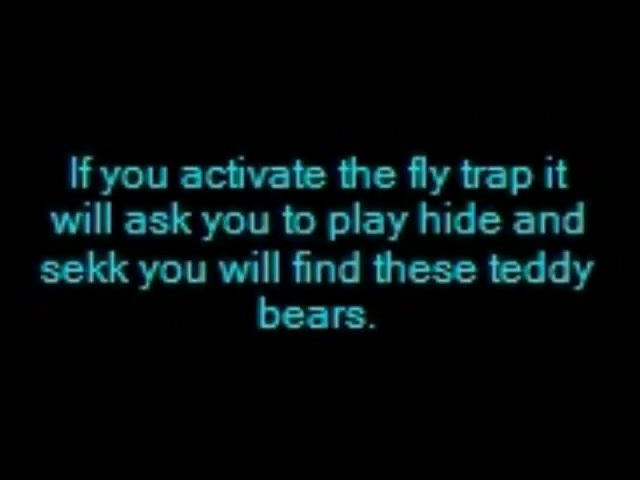 If you activate the fly trap it
will ask you to play hide and
sekk you will find these teddy
bears.